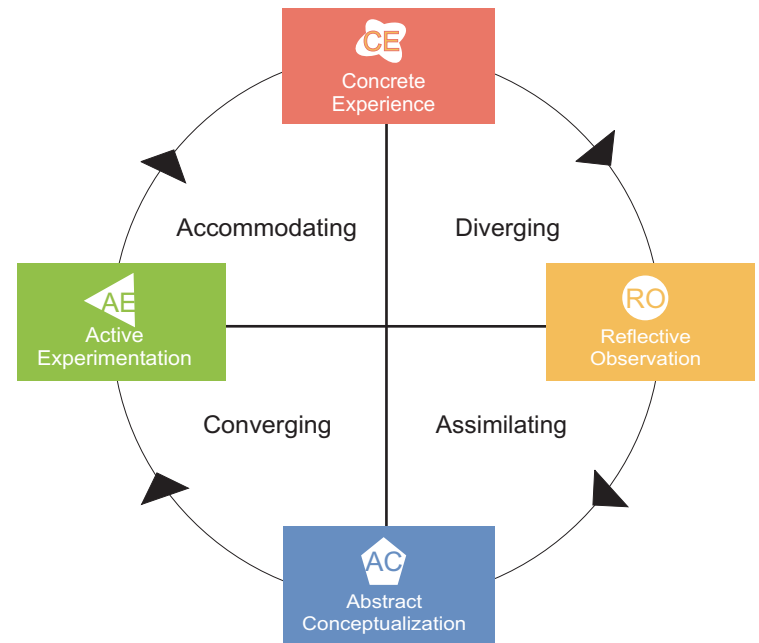 CE
Concrete
Experience
Accommodating
Diverging
AE
Active
Experimentation
RO
Reflective
Observation
Converging
Assimilating
AC
Abstract
Conceptualization